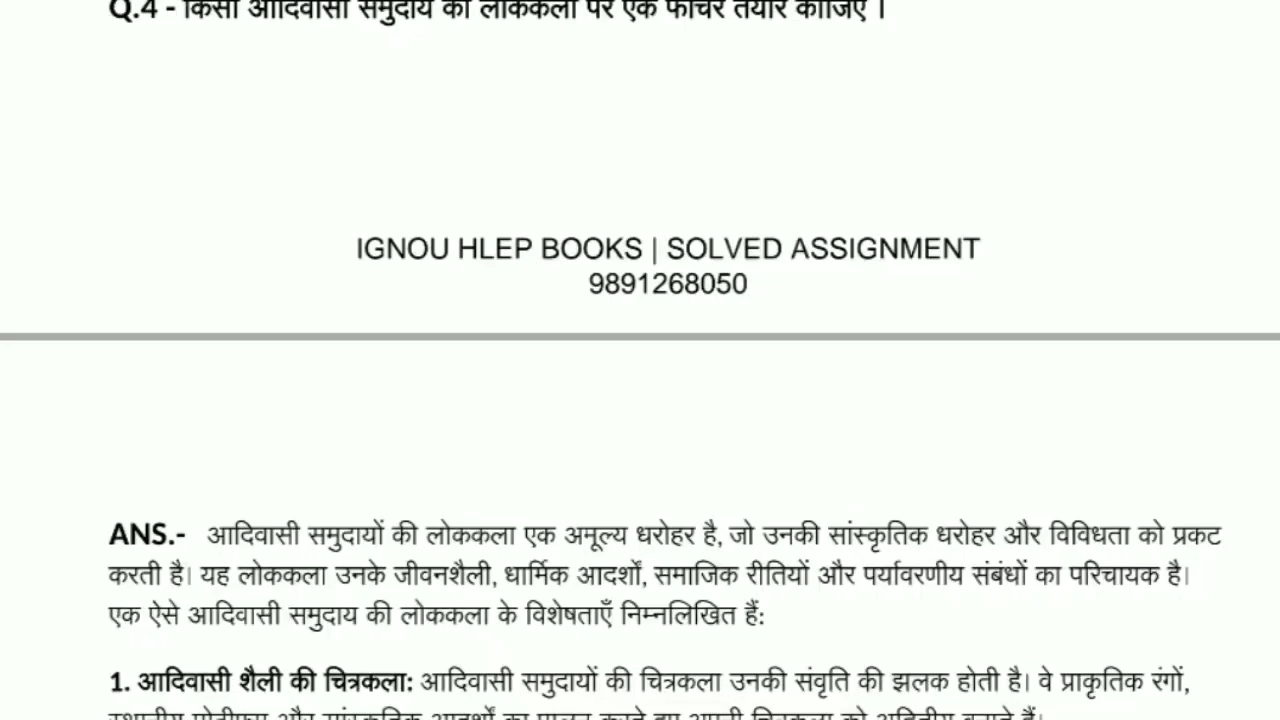 Q.4 - किसी आदिवासी समुदाय की लोककला पर एक फीचर तैयार कीजिए ।
IGNOU HLEP BOOKS | SOLVED ASSIGNMENT
9891268050
ANS.- आदिवासी समुदायों की लोककला एक अमूल्य धरोहर है, जो उनकी सांस्कृतिक धरोहर और विविधता को प्रकट
करती है। यह लोककला उनके जीवनशैली, धार्मिक आदर्शों, समाजिक रीतियों और पर्यावरणीय संबंधों का परिचायक है।
एक ऐसे आदिवासी समुदाय की लोककला के विशेषताएँ निम्नलिखित हैं:
1. आदिवासी शैली की चित्रकला: आदिवासी समुदायों की चित्रकला उनकी संवृति की झलक होती है। वे प्राकृतिक रंगों,